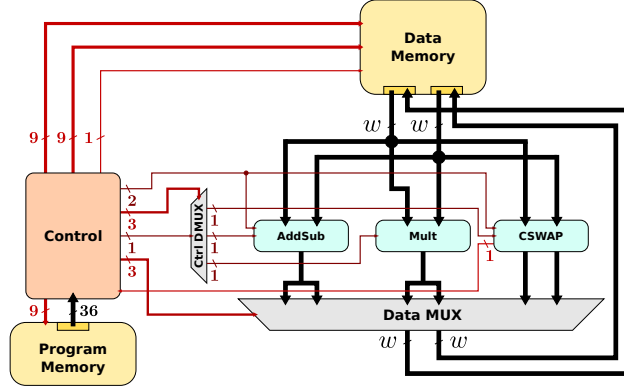 Data
Memory
w
w
9
9
1
2
3
1
3
Control
Ctrl DMUX
1
1
1
AddSub
Mult
CSWAP
1
9
36
Data MUX
w
w
Program
Memory